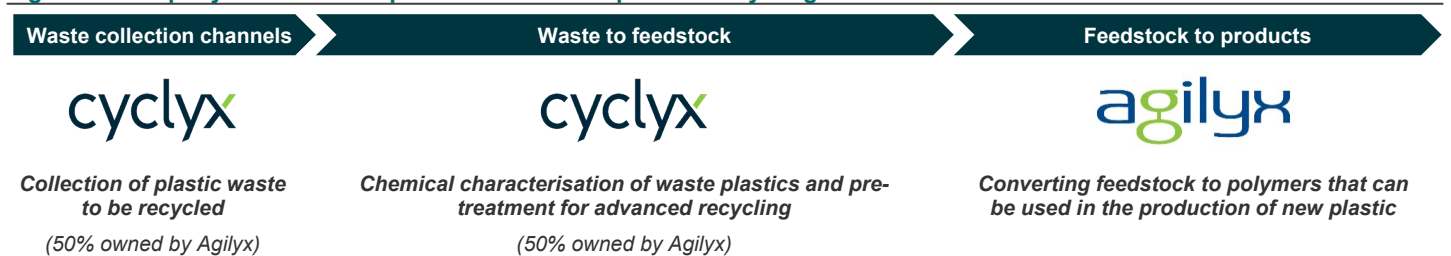 Waste collection channels
Waste to feedstock
Feedstock to products
cyclyx
cyclyx
agilyx
Collection of plastic waste
to be recycled
(50% owned by Agilyx)
Chemical characterisation of waste plastics and pre-
treatment for advanced recycling
(50% owned by Agilyx)
Converting feedstock to polymers that can
be used in the production of new plastic